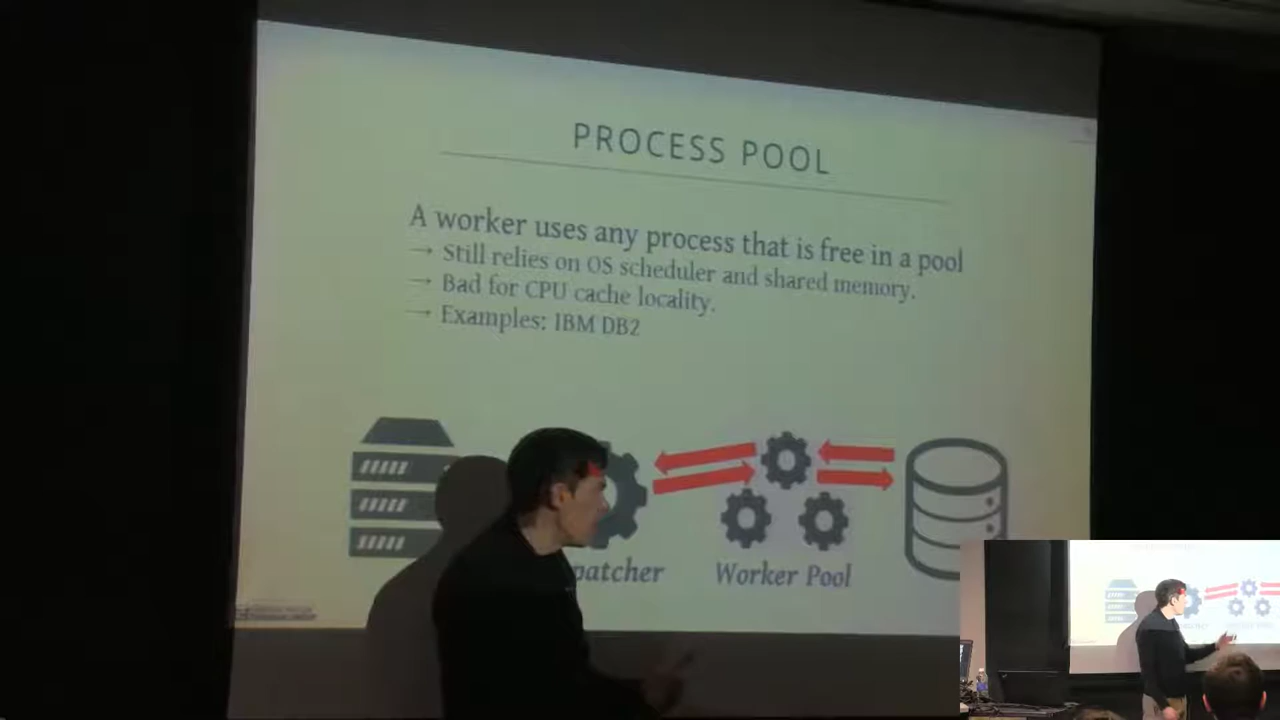 PROCESS POOL
A worker uses any process that is free in a pool
→ Still relies on OS scheduler and shared memory.
→ Bad for CPU cache locality.
→ Examples: IBM DB2
patcher
Worker Pool